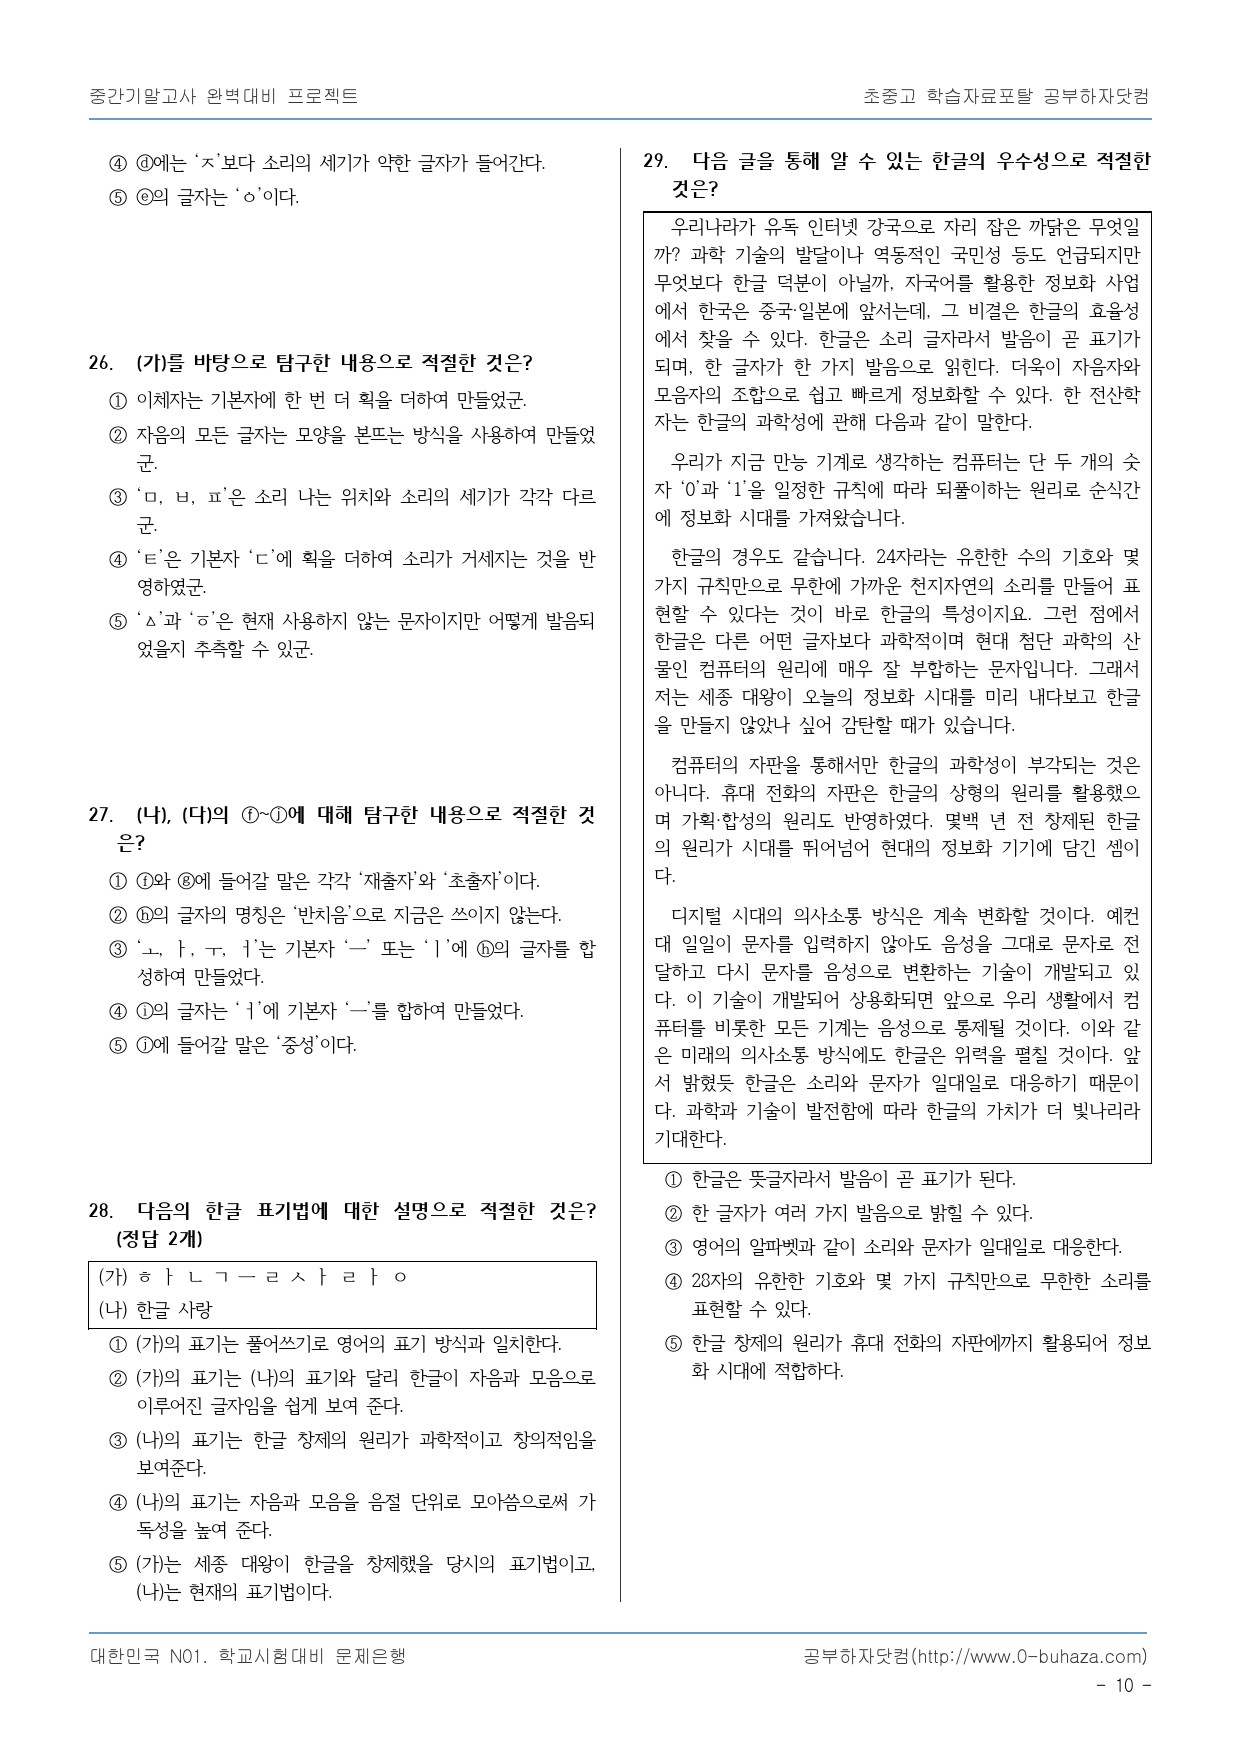 중간기말고사 완벽대비 프로젝트
초중고 학습자료포탈 공부하자닷컴
④ ⓓ에는 ‘ㅈ’보다 소리의 세기가 약한 글자가 들어간다.
⑤ ⓔ의 글자는 ‘ㆁ’이다.
26. (가)를 바탕으로 탐구한 내용으로 적절한 것은?
① 이체자는 기본자에 한 번 더 획을 더하여 만들었군.
② 자음의 모든 글자는 모양을 본뜨는 방식을 사용하여 만들었
군.
③ ‘ㅁ, ㅂ, ㅍ’은 소리 나는 위치와 소리의 세기가 각각 다르
군.
④ ‘ㅌ’은 기본자 ‘ㄷ’에 획을 더하여 소리가 거세지는 것을 반
영하였군.
⑤ ‘ㅿ’과 ‘ㆆ’은 현재 사용하지 않는 문자이지만 어떻게 발음되
었을지 추측할 수 있군.
27. (나), (다)의 ⓕ~ⓙ에 대해 탐구한 내용으로 적절한 것
은?
① ⓕ와 ⓖ에 들어갈 말은 각각 ‘재출자’와 ‘초출자’이다.
② ⓗ의 글자의 명칭은 ‘반치음’으로 지금은 쓰이지 않는다.
③ ‘ㅗ, ㅏ, ㅜ, ㅓ’는 기본자 ‘ㅡ’ 또는 ‘ㅣ’에 ⓗ의 글자를 합
성하여 만들었다.
④ ⓘ의 글자는 ‘ㅓ’에 기본자 ‘ㅡ’를 합하여 만들었다.
⑤ ⓙ에 들어갈 말은 ‘중성’이다.
28. 다음의 한글 표기법에 대한 설명으로 적절한 것은?
(정답 2개)
(가) ㅎ ㅏ ㄴ ㄱ ㅡ ㄹ ㅅ ㅏ ㄹ ㅏ ㅇ
(나) 한글 사랑
① (가)의 표기는 풀어쓰기로 영어의 표기 방식과 일치한다.
② (가)의 표기는 (나)의 표기와 달리 한글이 자음과 모음으로
이루어진 글자임을 쉽게 보여 준다.
③ (나)의 표기는 한글 창제의 원리가 과학적이고 창의적임을
보여준다.
④ (나)의 표기는 자음과 모음을 음절 단위로 모아씀으로써 가
독성을 높여 준다.
⑤ (가)는 세종 대왕이 한글을 창제했을 당시의 표기법이고,
(나)는 현재의 표기법이다.
29. 다음 글을 통해 알 수 있는 한글의 우수성으로 적절한
것은?
우리나라가 유독 인터넷 강국으로 자리 잡은 까닭은 무엇일
까? 과학 기술의 발달이나 역동적인 국민성 등도 언급되지만
무엇보다 한글 덕분이 아닐까, 자국어를 활용한 정보화 사업
에서 한국은 중국·일본에 앞서는데, 그 비결은 한글의 효율성
에서 찾을 수 있다. 한글은 소리 글자라서 발음이 곧 표기가
되며, 한 글자가 한 가지 발음으로 읽힌다. 더욱이 자음자와
모음자의 조합으로 쉽고 빠르게 정보화할 수 있다. 한 전산학
자는 한글의 과학성에 관해 다음과 같이 말한다.
우리가 지금 만능 기계로 생각하는 컴퓨터는 단 두 개의 숫
자 ‘0’과 ‘1’을 일정한 규칙에 따라 되풀이하는 원리로 순식간
에 정보화 시대를 가져왔습니다.
한글의 경우도 같습니다. 24자라는 유한한 수의 기호와 몇
가지 규칙만으로 무한에 가까운 천지자연의 소리를 만들어 표
현할 수 있다는 것이 바로 한글의 특성이지요. 그런 점에서
한글은 다른 어떤 글자보다 과학적이며 현대 첨단 과학의 산
물인 컴퓨터의 원리에 매우 잘 부합하는 문자입니다. 그래서
저는 세종 대왕이 오늘의 정보화 시대를 미리 내다보고 한글
을 만들지 않았나 싶어 감탄할 때가 있습니다.
컴퓨터의 자판을 통해서만 한글의 과학성이 부각되는 것은
아니다. 휴대 전화의 자판은 한글의 상형의 원리를 활용했으
며 가획·합성의 원리도 반영하였다. 몇백 년 전 창제된 한글
의 원리가 시대를 뛰어넘어 현대의 정보화 기기에 담긴 셈이
다.
디지털 시대의 의사소통 방식은 계속 변화할 것이다. 예컨
대 일일이 문자를 입력하지 않아도 음성을 그대로 문자로 전
달하고 다시 문자를 음성으로 변환하는 기술이 개발되고 있
다. 이 기술이 개발되어 상용화되면 앞으로 우리 생활에서 컴
퓨터를 비롯한 모든 기계는 음성으로 통제될 것이다. 이와 같
은 미래의 의사소통 방식에도 한글은 위력을 펼칠 것이다. 앞
서 밝혔듯 한글은 소리와 문자가 일대일로 대응하기 때문이
다. 과학과 기술이 발전함에 따라 한글의 가치가 더 빛나리라
기대한다.
① 한글은 뜻글자라서 발음이 곧 표기가 된다.
② 한 글자가 여러 가지 발음으로 밝힐 수 있다.
③ 영어의 알파벳과 같이 소리와 문자가 일대일로 대응한다.
④ 28자의 유한한 기호와 몇 가지 규칙만으로 무한한 소리를
표현할 수 있다.
⑤ 한글 창제의 원리가 휴대 전화의 자판에까지 활용되어 정보
화 시대에 적합하다.
대한민국 N01. 학교시험대비 문제은행
공부하자닷컴(http://www.0-buhaza.com)
- 10 -